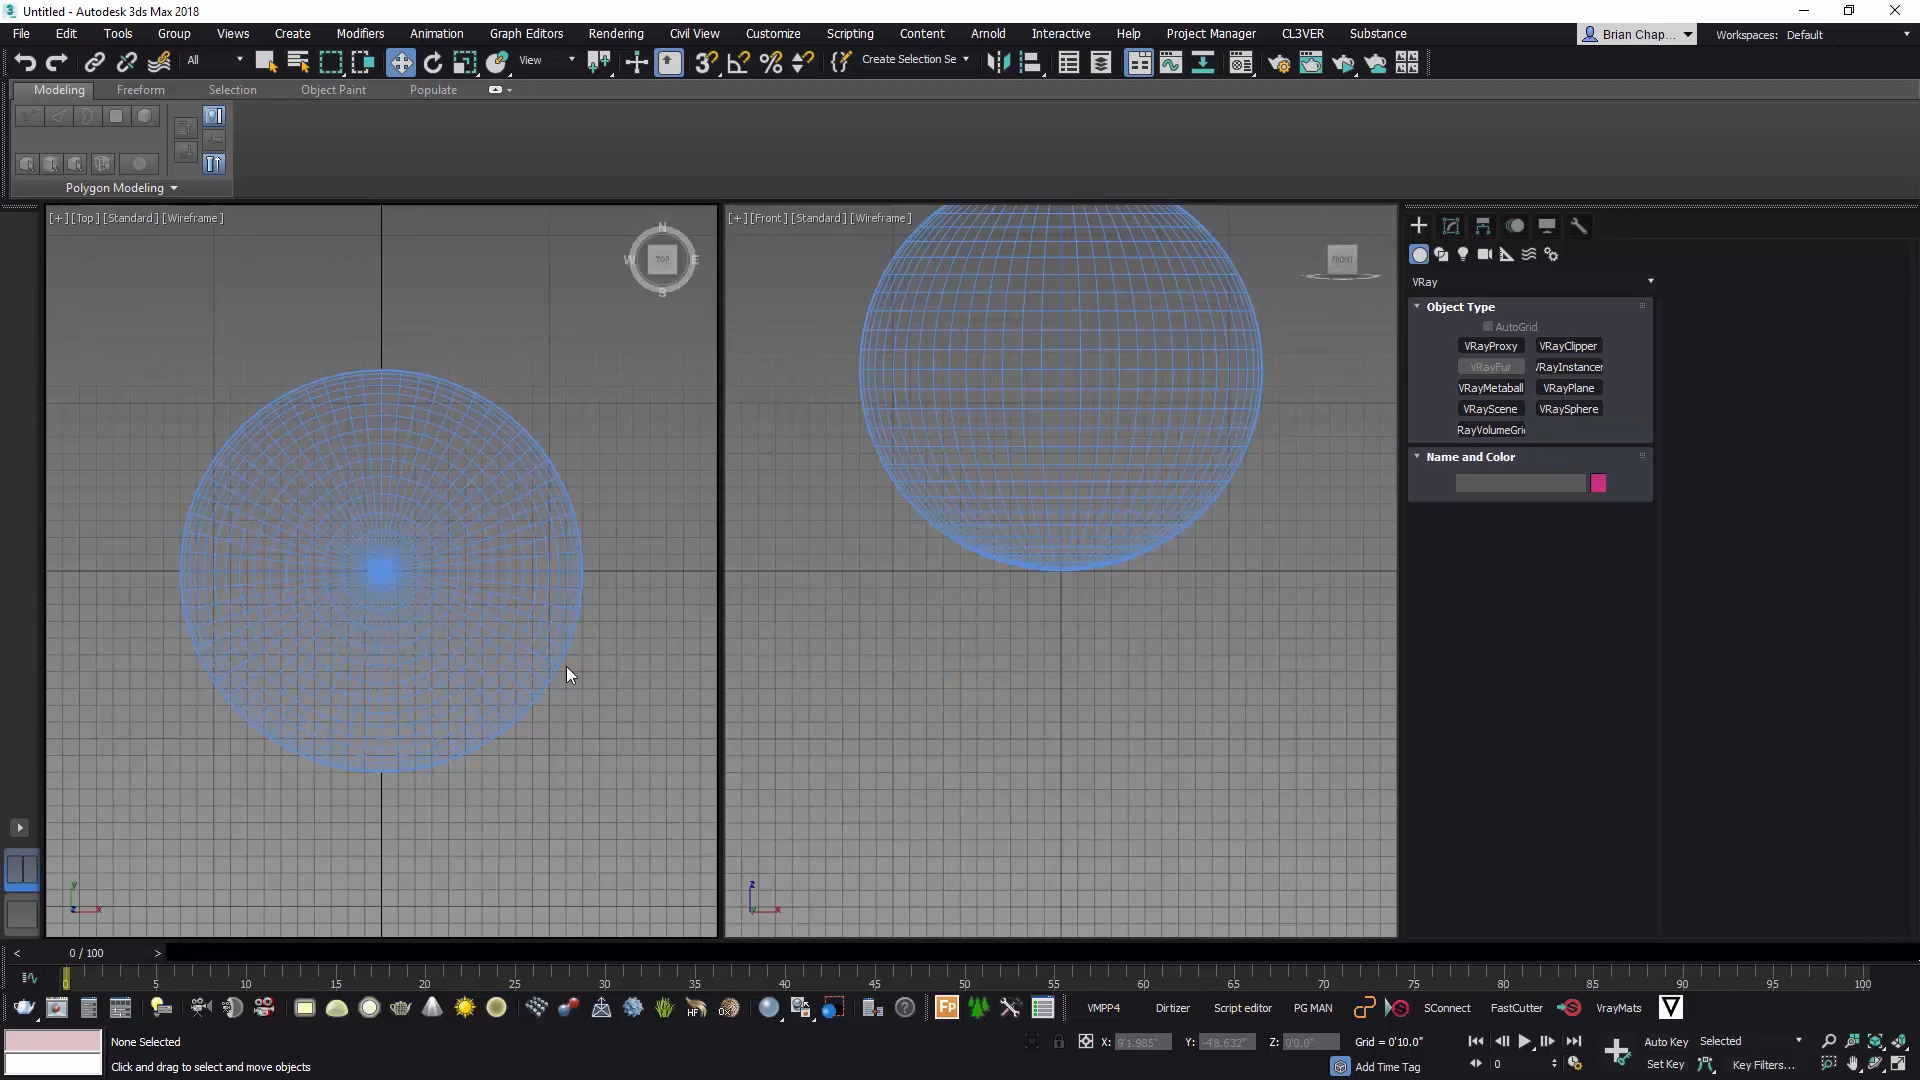 Untitled - Autodesk 3ds Max 2018
File Edit Tools Group Views Create Modifiers Animation Graph Editors Rendering Civil View Customize Scripting Content Arnold Interactive Help Project Manager CL3VER Substance Brian Chap... Workspaces: Default
All View Create Selection Se
Modeling Freeform Selection Object Paint Populate
Polygon Modeling
[+] [Top] [Standard] [Wireframe]
N
W TOP E
S
[+] [Front] [Standard] [Wireframe]
FRONT
VRay
Object Type
AutoGrid
VRayProxy VRayClipper
VRayFur VRayInstancer
VRayMetaball VRayPlane
VRayScene VRaySphere
RayVolumeGri
Name and Color
y
z x
z
y x
< 0 / 100 >
0 5 10 15 20 25 30 35 40 45 50 55 60 65 70 75 80 85 90 95 100
HF Fp VMPP4 Dirtizer Script editor PG MAN SConnect FastCutter VrayMats V
None Selected X: 9'1.985" Y: -4'8.632" Z: 0'0.0" Grid = 0'10.0" Auto Key Selected
Click and drag to select and move objects Add Time Tag 0 Set Key Key Filters...